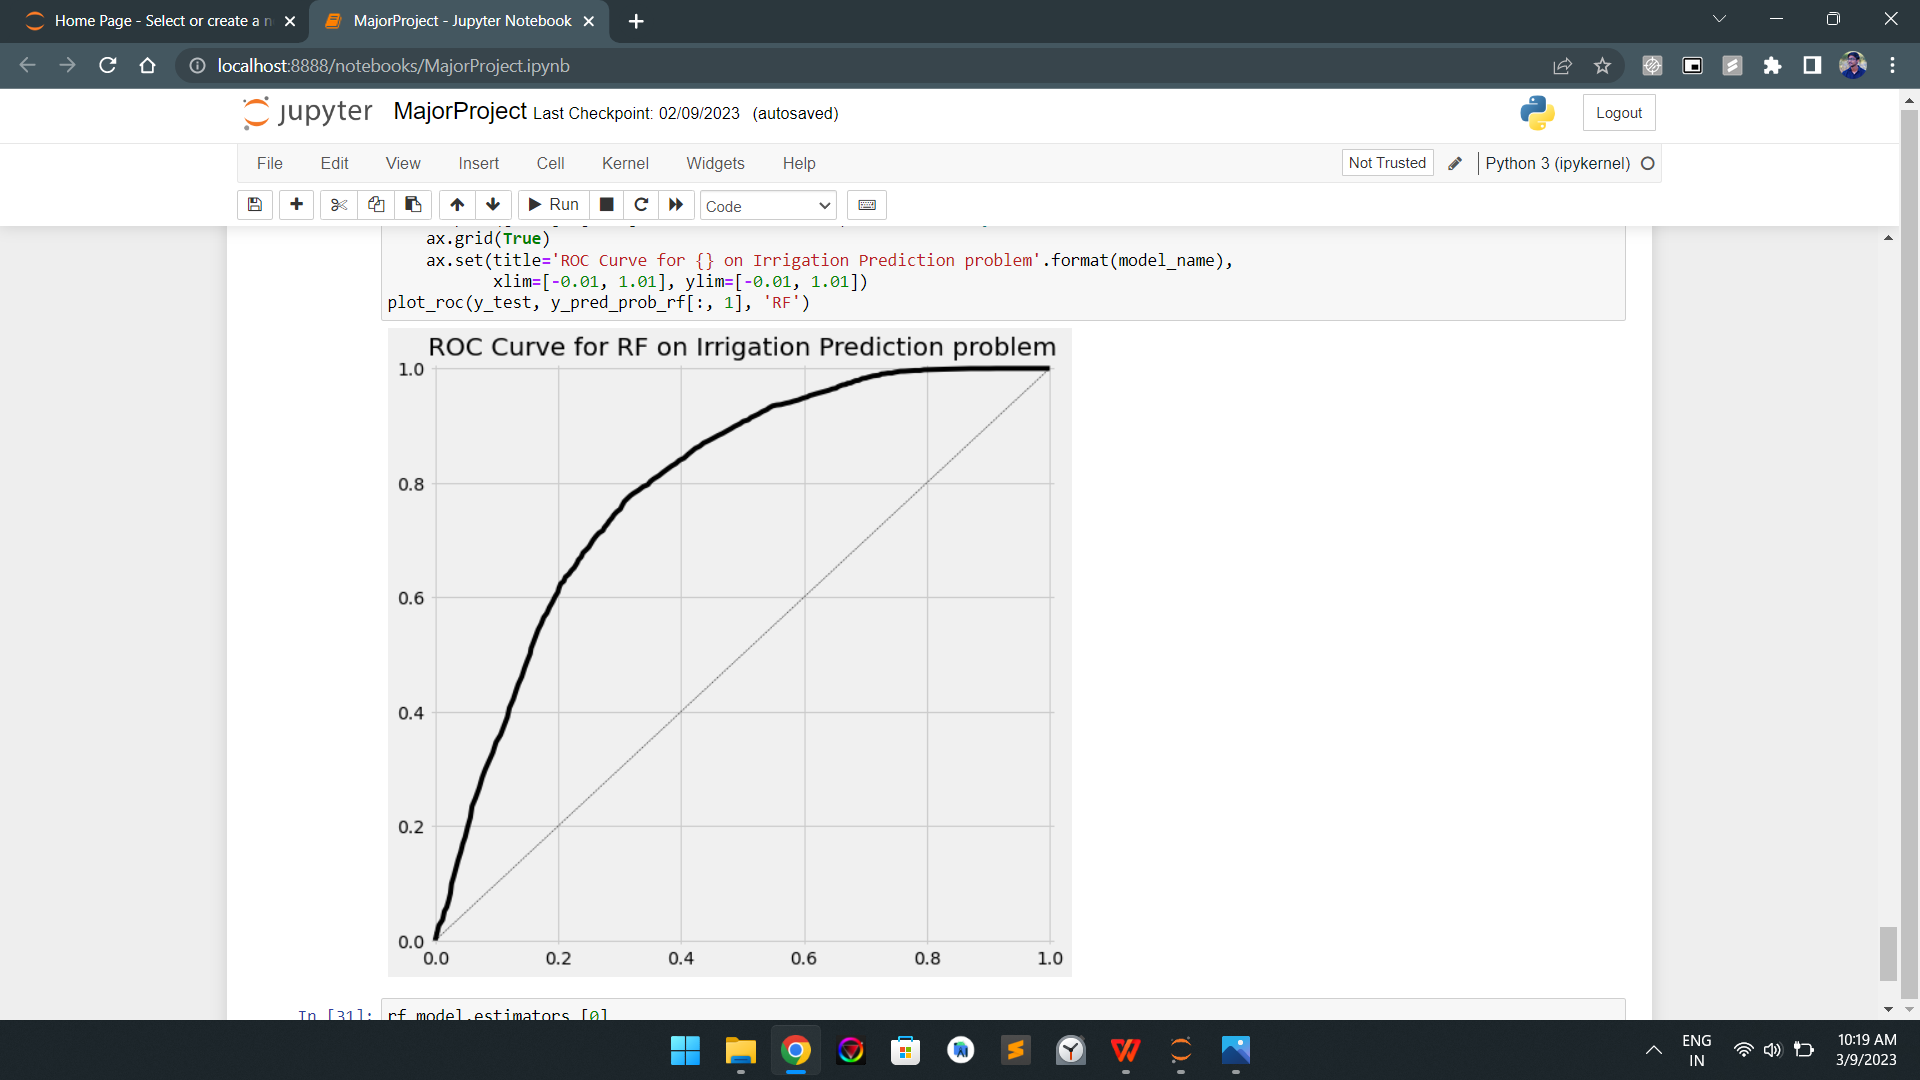 Home Page - Select or create a n
MajorProject - Jupyter Notebook
localhost:8888/notebooks/MajorProject.ipynb
jupyter MajorProject Last Checkpoint: 02/09/2023 (autosaved)
Logout
File Edit View Insert Cell Kernel Widgets Help
Not Trusted Python 3 (ipykernel)
Run Code
ax.grid(True)
ax.set(title='ROC Curve for {} on Irrigation Prediction problem'.format(model_name),
xlim=[-0.01, 1.01], ylim=[-0.01, 1.01])
plot_roc(y_test, y_pred_prob_rf[:, 1], 'RF')
ROC Curve for RF on Irrigation Prediction problem
1.0
0.8
0.6
0.4
0.2
0.0
0.0 0.2 0.4 0.6 0.8 1.0
In [31]: rf_model.estimators_[0]
ENG
IN
10:19 AM
3/9/2023